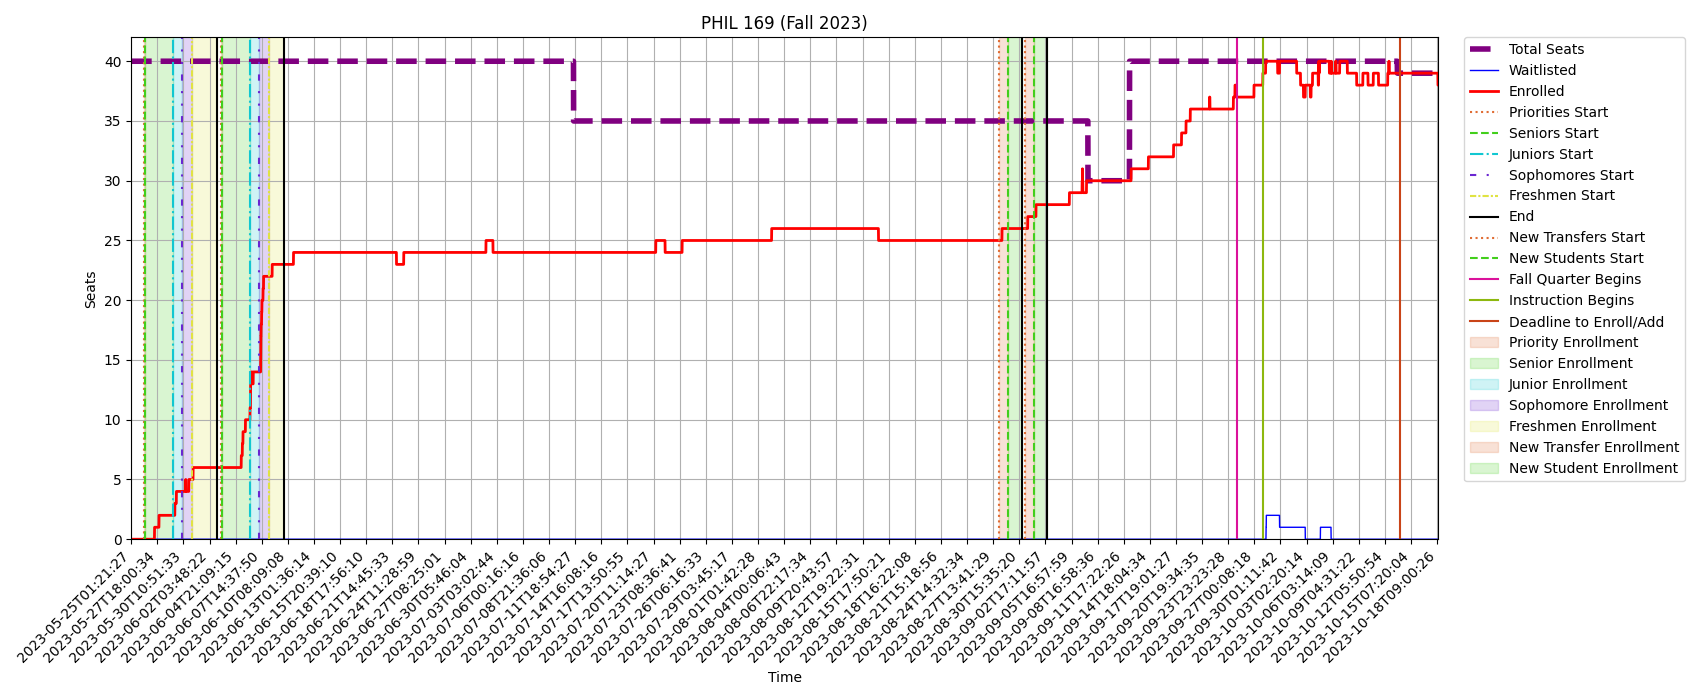 PHIL 169 (Fall 2023)
Seats
40
35
30
25
20
15
10
5
0
2023-05-25T01:21:27
2023-05-27T18:00:34
2023-05-30T10:51:33
2023-06-02T03:48:22
2023-06-04T21:09:15
2023-06-07T14:37:50
2023-06-10T08:09:08
2023-06-13T01:36:14
2023-06-15T20:39:10
2023-06-18T17:56:10
2023-06-21T14:45:33
2023-06-24T11:28:59
2023-06-27T08:25:01
2023-06-30T05:46:04
2023-07-03T03:02:44
2023-07-06T00:16:16
2023-07-08T21:36:06
2023-07-11T18:54:27
2023-07-14T16:08:16
2023-07-17T13:50:55
2023-07-20T11:14:27
2023-07-23T08:36:41
2023-07-26T06:16:33
2023-07-29T03:45:17
2023-08-01T01:42:28
2023-08-04T00:06:43
2023-08-06T22:17:34
2023-08-09T20:43:57
2023-08-12T19:22:31
2023-08-15T17:50:21
2023-08-18T16:22:08
2023-08-21T15:18:56
2023-08-24T14:32:34
2023-08-27T13:41:29
2023-08-30T15:35:20
2023-09-02T17:11:57
2023-09-05T16:57:59
2023-09-08T16:58:36
2023-09-11T17:22:26
2023-09-14T18:04:34
2023-09-17T19:01:27
2023-09-20T19:34:35
2023-09-23T23:23:28
2023-09-27T00:08:18
2023-09-30T01:11:42
2023-10-03T02:20:14
2023-10-06T03:14:09
2023-10-09T04:31:22
2023-10-12T05:50:54
2023-10-15T07:20:04
2023-10-18T09:00:26
Time
Total Seats
Waitlisted
Enrolled
Priorities Start
Seniors Start
Juniors Start
Sophomores Start
Freshmen Start
End
New Transfers Start
New Students Start
Fall Quarter Begins
Instruction Begins
Deadline to Enroll/Add
Priority Enrollment
Senior Enrollment
Junior Enrollment
Sophomore Enrollment
Freshmen Enrollment
New Transfer Enrollment
New Student Enrollment